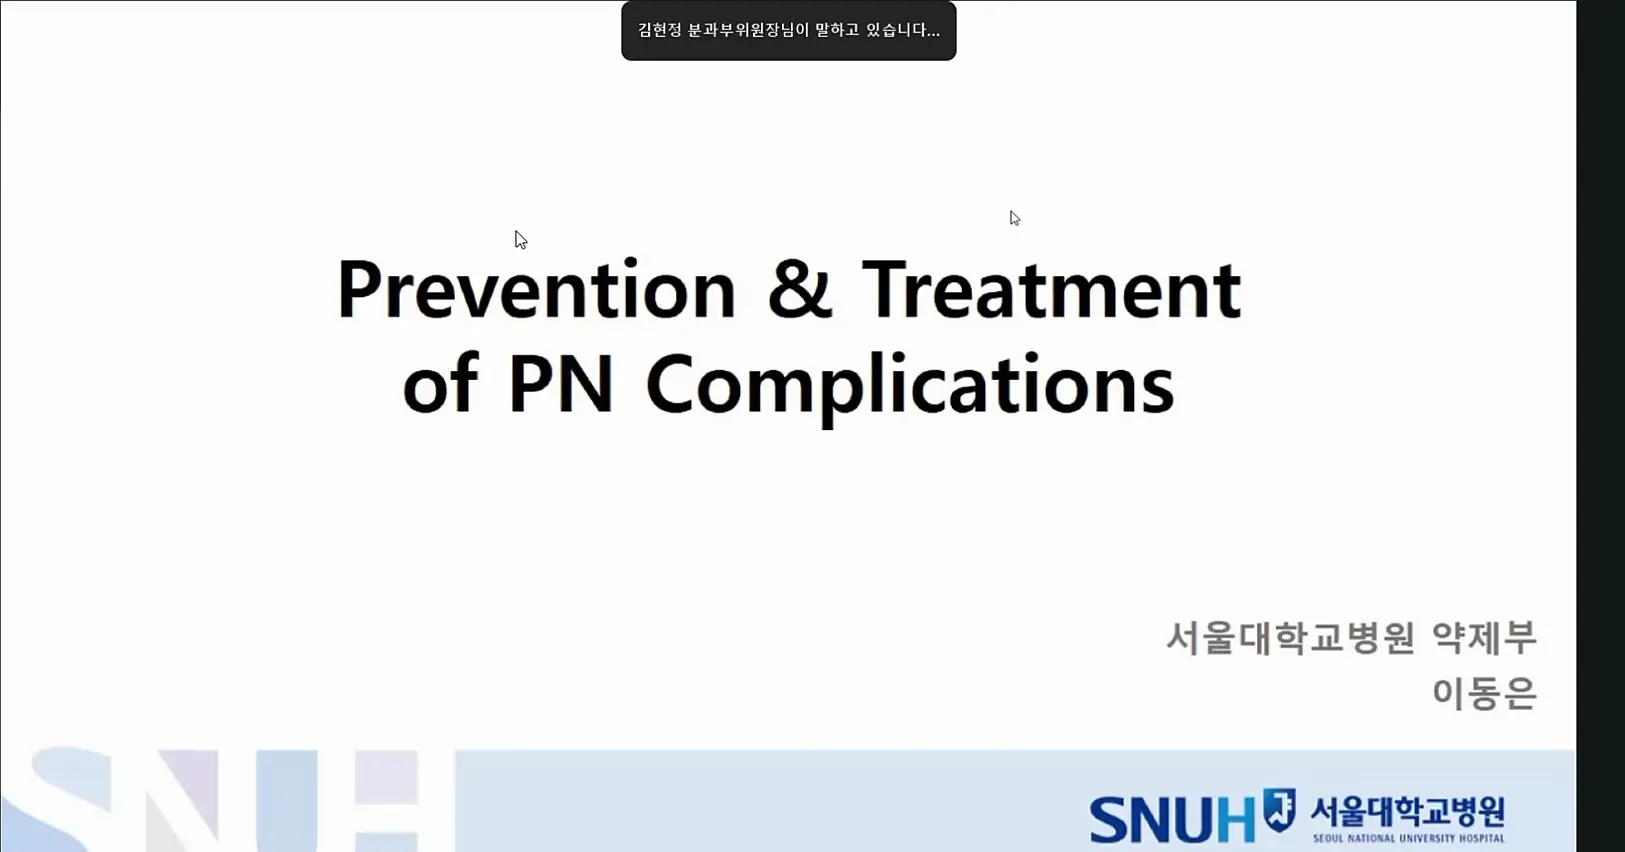 김현정 분과부위원장님이 말하고 있습니다...
Prevention & Treatment
of PN Complications
서울대학교병원 약제부
이동은
SNUH
SNUH 서울대학교병원
SEOUL NATIONAL UNIVERSITY HOSPITAL